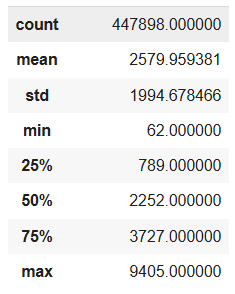 count 447898.000000
mean 2579.959381
std 1994.678466
min 62.000000
25% 789.000000
50% 2252.000000
75% 3727.000000
max 9405.000000